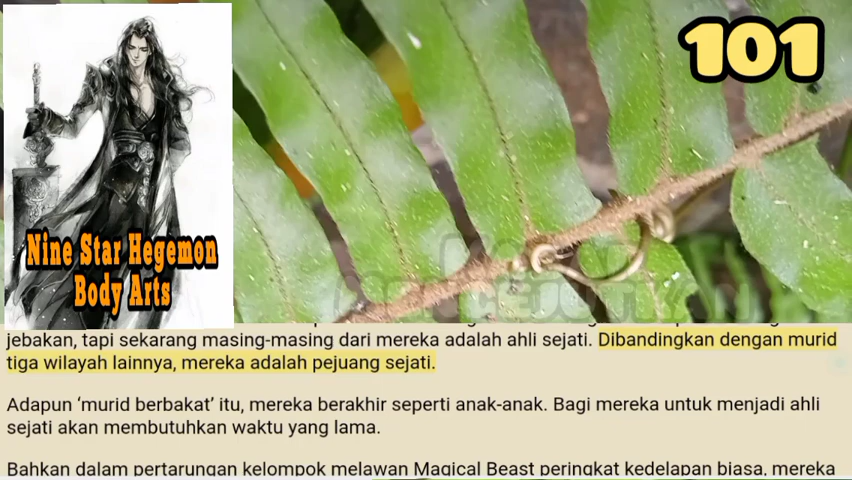 101
Nine Star Hegemon
Body Arts
MENGEJUTKAN
jebakan, tapi sekarang masing-masing dari mereka adalah ahli sejati. Dibandingkan dengan murid
tiga wilayah lainnya, mereka adalah pejuang sejati.
Adapun ‘murid berbakat’ itu, mereka berakhir seperti anak-anak. Bagi mereka untuk menjadi ahli
sejati akan membutuhkan waktu yang lama.
Bahkan dalam pertarungan kelompok melawan Magical Beast peringkat kedelapan biasa, mereka